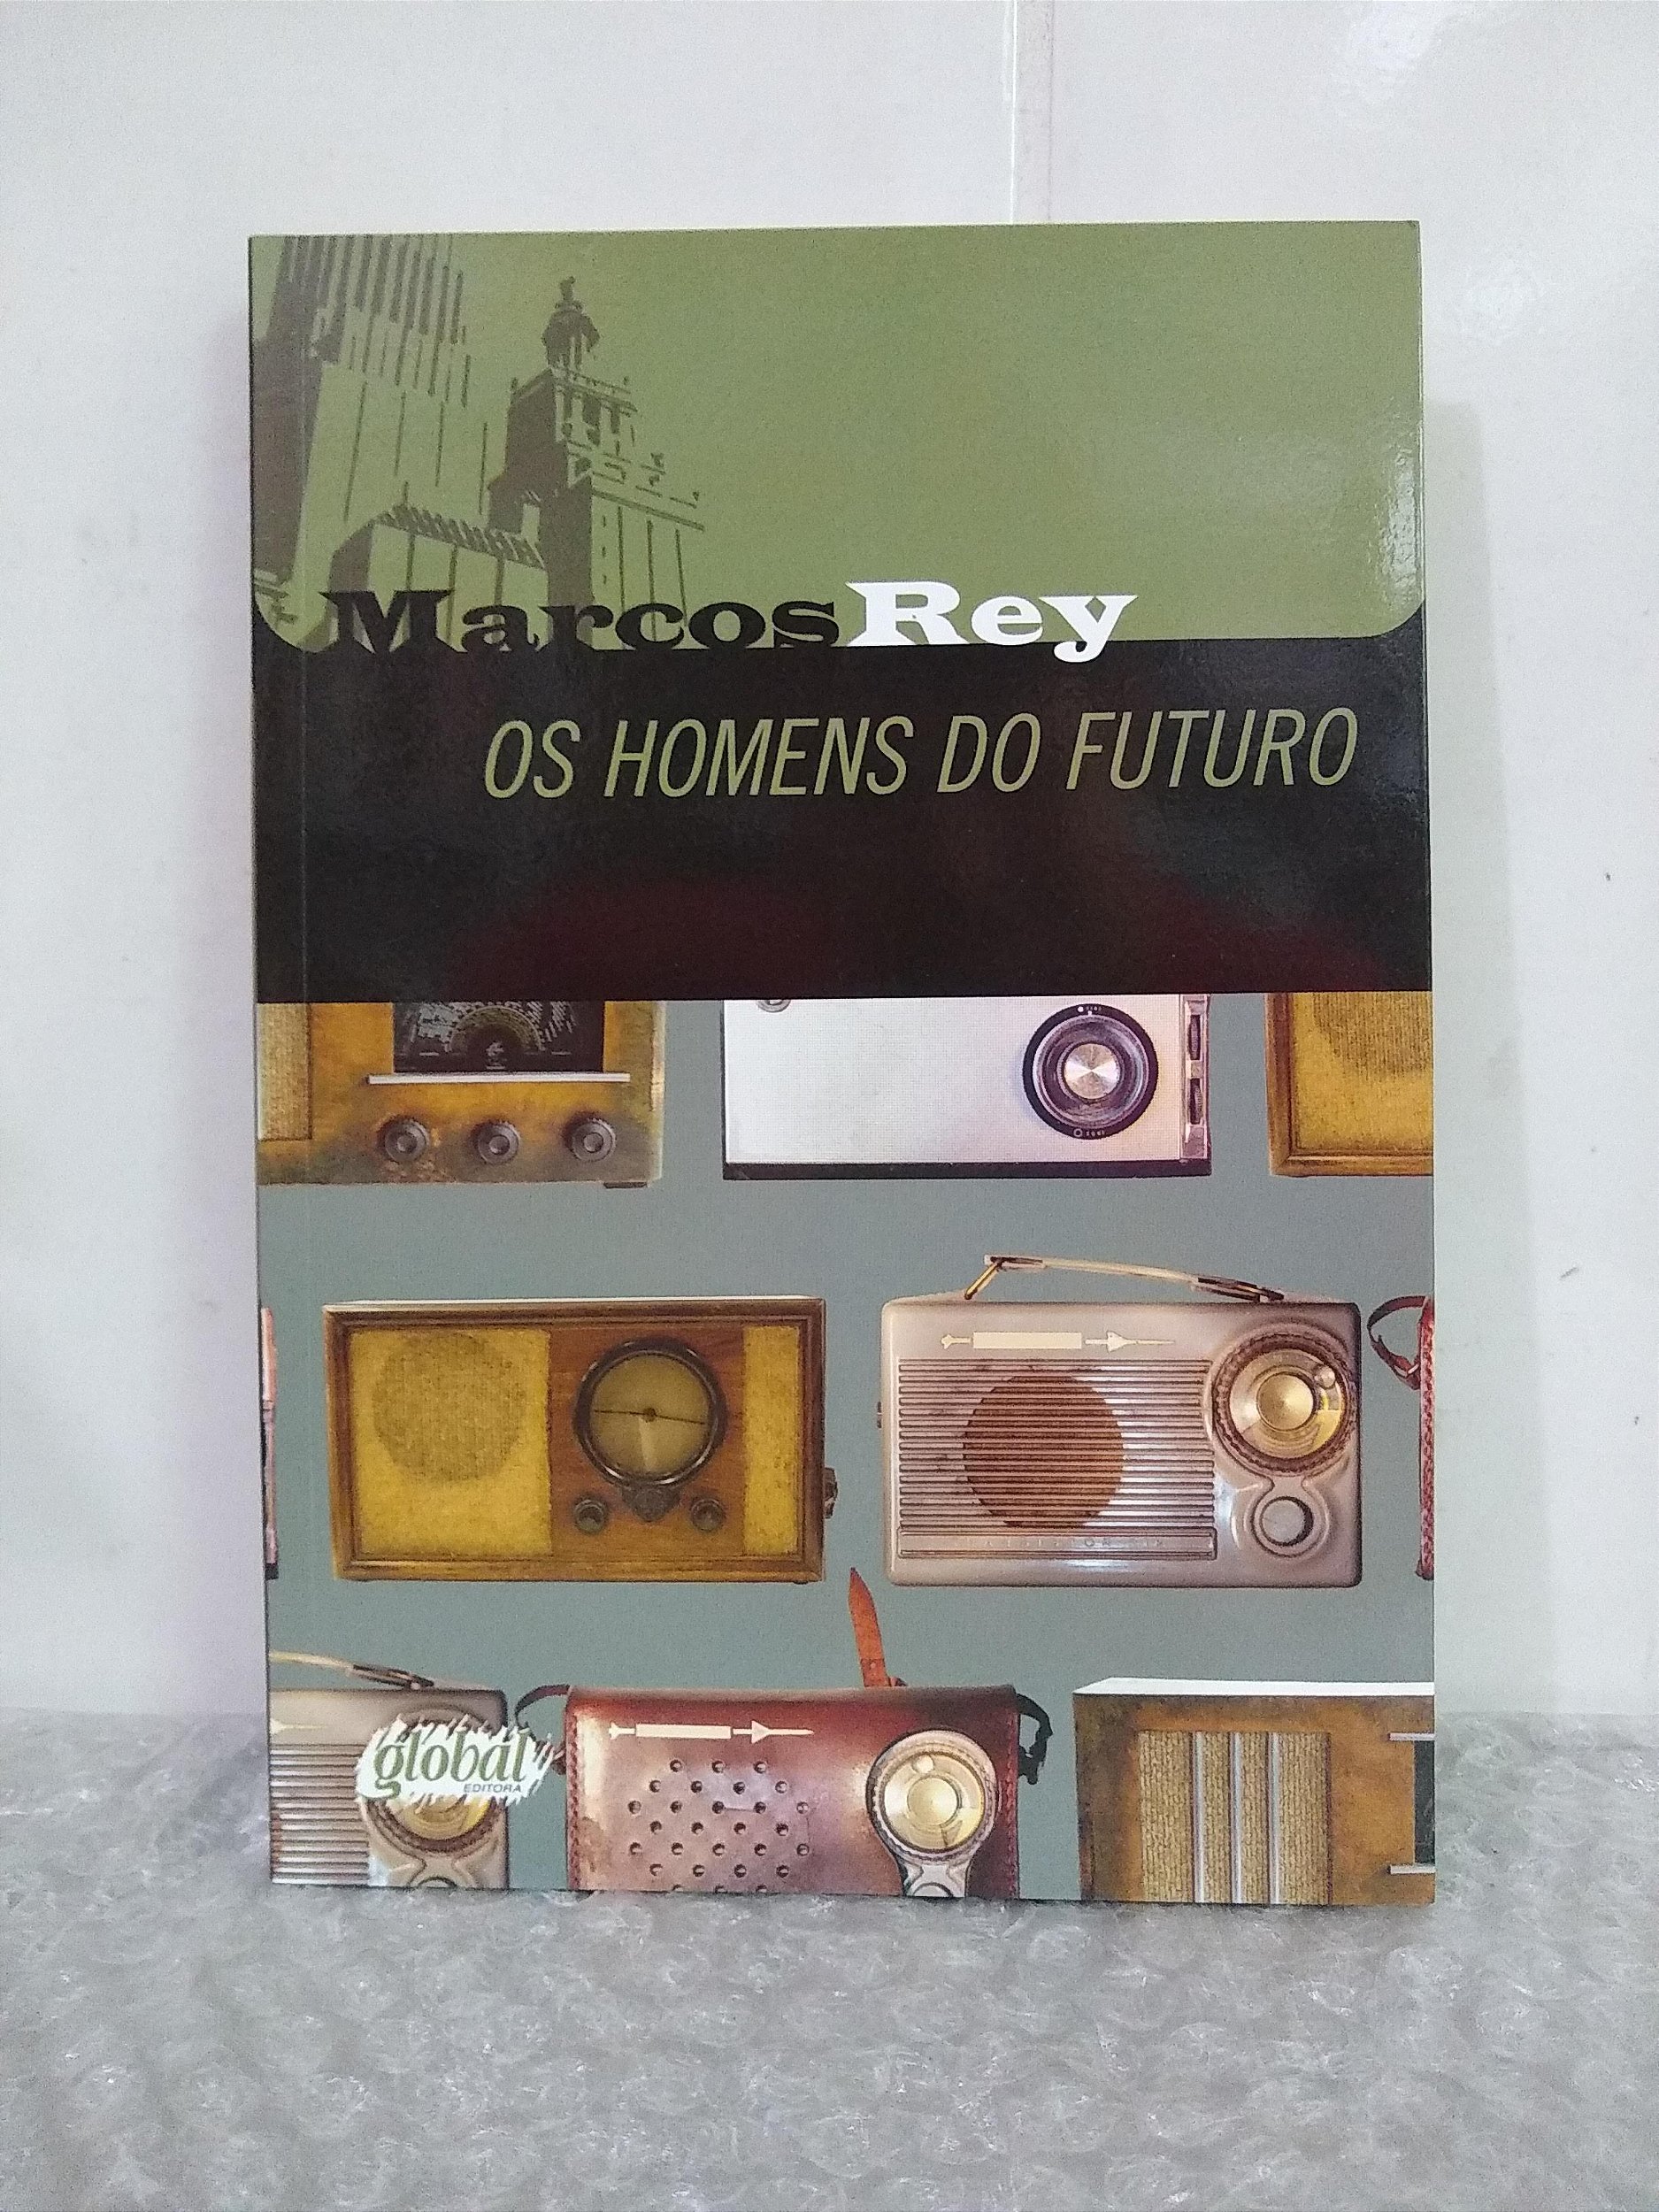 MarcosRey
OS HOMENS DO FUTURO
global
EDITORA